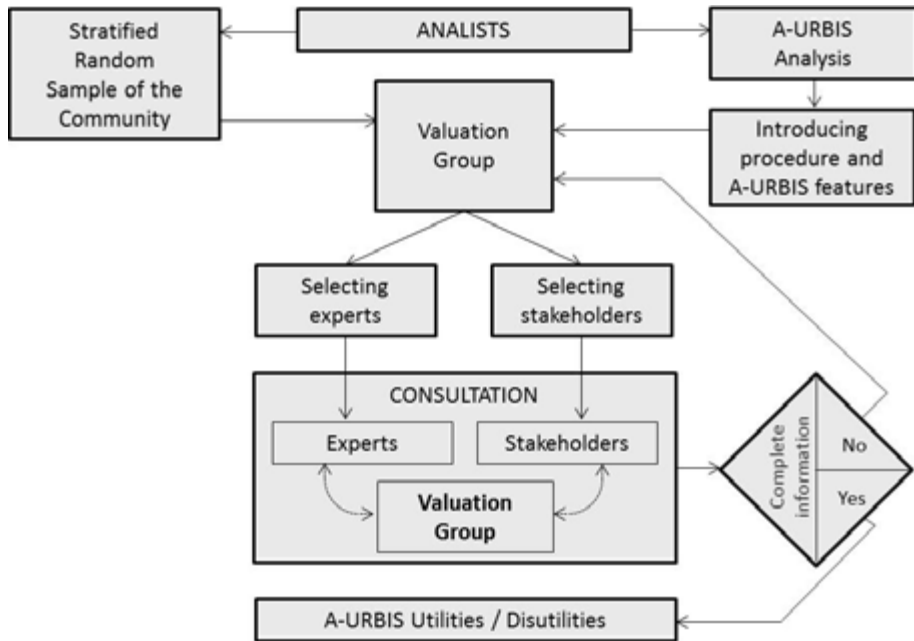 Stratified
Random
Sample of the
Community
ANALISTS
A-URBIS
Analysis
Valuation
Group
Introducing
procedure and
A-URBIS features
Selecting
experts
Selecting
stakeholders
CONSULTATION
Experts
Stakeholders
Valuation
Group
Complete
information
No
Yes
A-URBIS Utilities / Disutilities